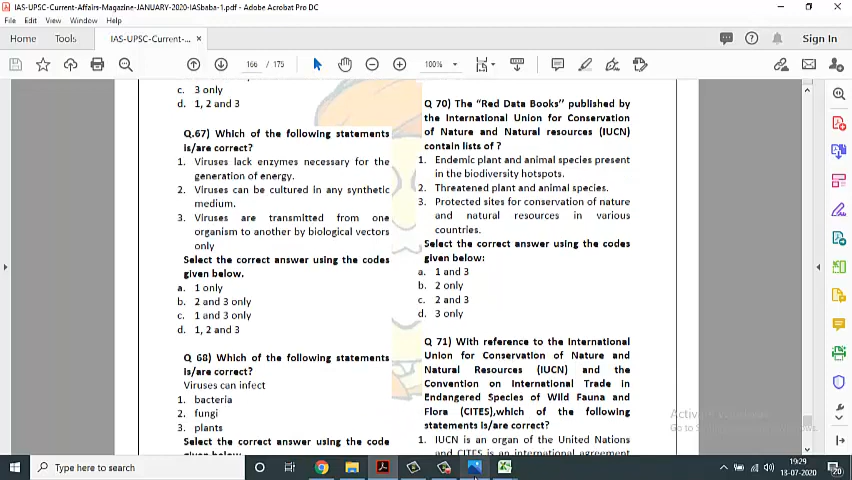 IAS-UPSC-Current-Affairs-Magazine-JANUARY-2020-IASbaba-1.pdf - Adobe Acrobat Pro DC
File Edit View Window Help
Home Tools IAS-UPSC-Current-... × Sign In
166 / 175 100%
c. 3 only
d. 1, 2 and 3
Q.67) Which of the following statements
is/are correct?
1. Viruses lack enzymes necessary for the
generation of energy.
2. Viruses can be cultured in any synthetic
medium.
3. Viruses are transmitted from one
organism to another by biological vectors
only
Select the correct answer using the codes
given below.
a. 1 only
b. 2 and 3 only
c. 1 and 3 only
d. 1, 2 and 3
Q 68) Which of the following statements
is/are correct?
Viruses can infect
1. bacteria
2. fungi
3. plants
Select the correct answer using the code
given below.
Q 70) The "Red Data Books" published by
the International Union for Conservation
of Nature and Natural resources (IUCN)
contain lists of ?
1. Endemic plant and animal species present
in the biodiversity hotspots.
2. Threatened plant and animal species.
3. Protected sites for conservation of nature
and natural resources in various
countries.
Select the correct answer using the codes
given below:
a. 1 and 3
b. 2 only
c. 2 and 3
d. 3 only
Q 71) With reference to the International
Union for Conservation of Nature and
Natural Resources (IUCN) and the
Convention on International Trade in
Endangered Species of Wild Fauna and
Flora (CITES),which of the following
statements is/are correct?
1. IUCN is an organ of the United Nations
and CITES is an international agreement
Type here to search
19:29
13-07-2020
20